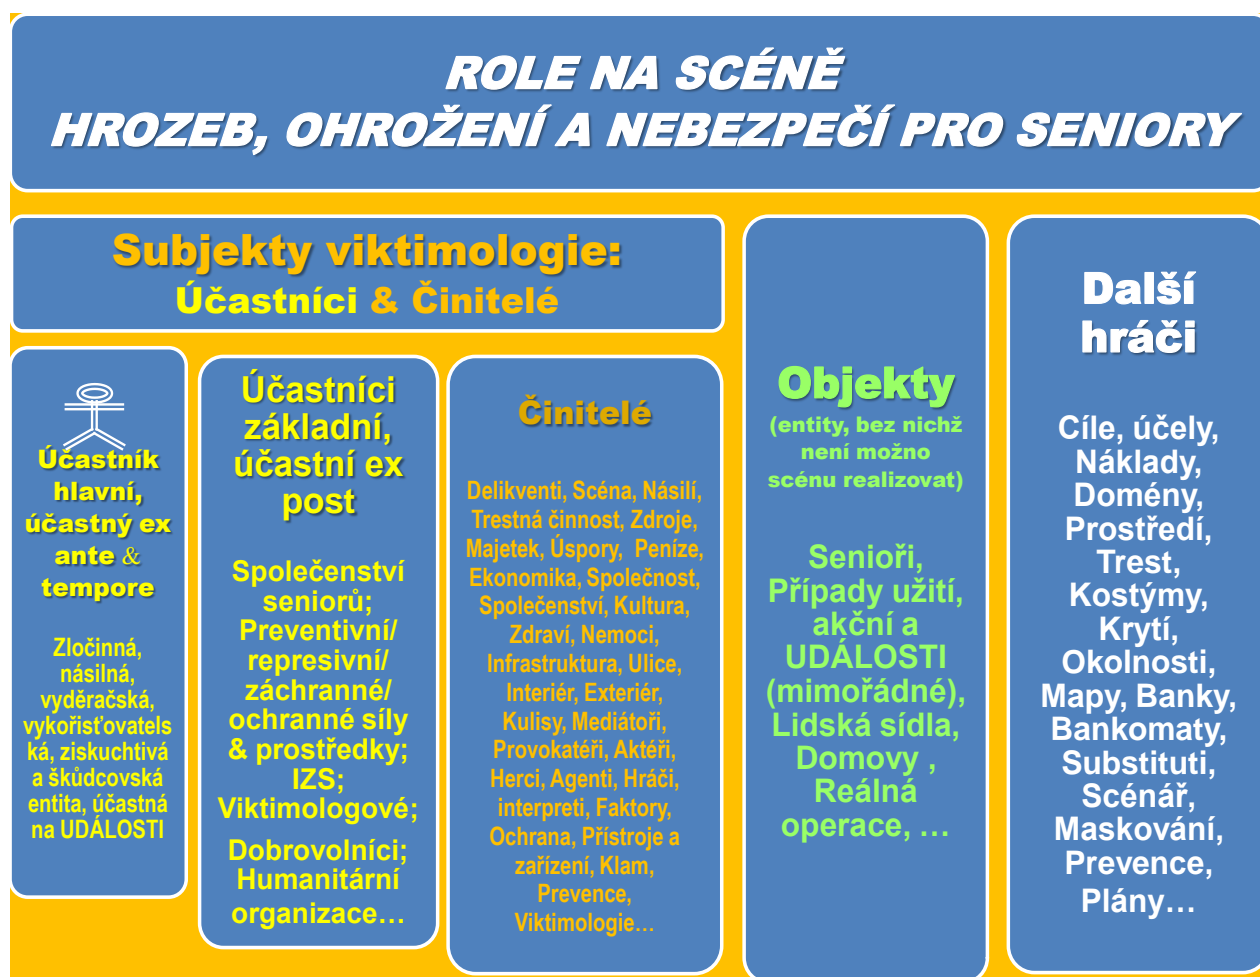 ROLE NA SCÉNĚ
HROZEB, OHROŽENÍ A NEBEZPEČÍ PRO SENIORY
Subjekty viktimologie:
Účastníci & Činitelé
Účastník
hlavní,
účastný ex
ante &
tempore
Zločinná,
násilná,
vyděračská,
vykořisťovatels
ká, ziskuchtivá
a škůdcovská
entita, účastná
na UDÁLOSTI
Účastníci
základní,
účastní ex
post
Společenství
seniorů;
Preventivní/
represivní/
záchranné/
ochranné síly
& prostředky;
IZS;
Viktimologové;
Dobrovolníci;
Humanitární
organizace…
Činitelé
Delikventi, Scéna, Násilí,
Trestná činnost, Zdroje,
Majetek, Úspory, Peníze,
Ekonomika, Společnost,
Společenství, Kultura,
Zdraví, Nemoci,
Infrastruktura, Ulice,
Interiér, Exteriér,
Kulisy, Mediátoři,
Provokatéři, Aktéři,
Herci, Agenti, Hráči,
interpreti, Faktory,
Ochrana, Přístroje a
zařízení, Klam,
Prevence,
Viktimologie…
Objekty
(entity, bez nichž
není možno
scénu realizovat)
Senioři,
Případy užití,
akční a
UDÁLOSTI
(mimořádné),
Lidská sídla,
Domovy ,
Reálná
operace, …
Další
hráči
Cíle, účely,
Náklady,
Domény,
Prostředí,
Trest,
Kostýmy,
Krytí,
Okolnosti,
Mapy, Banky,
Bankomaty,
Substituti,
Scénář,
Maskování,
Prevence,
Plány…